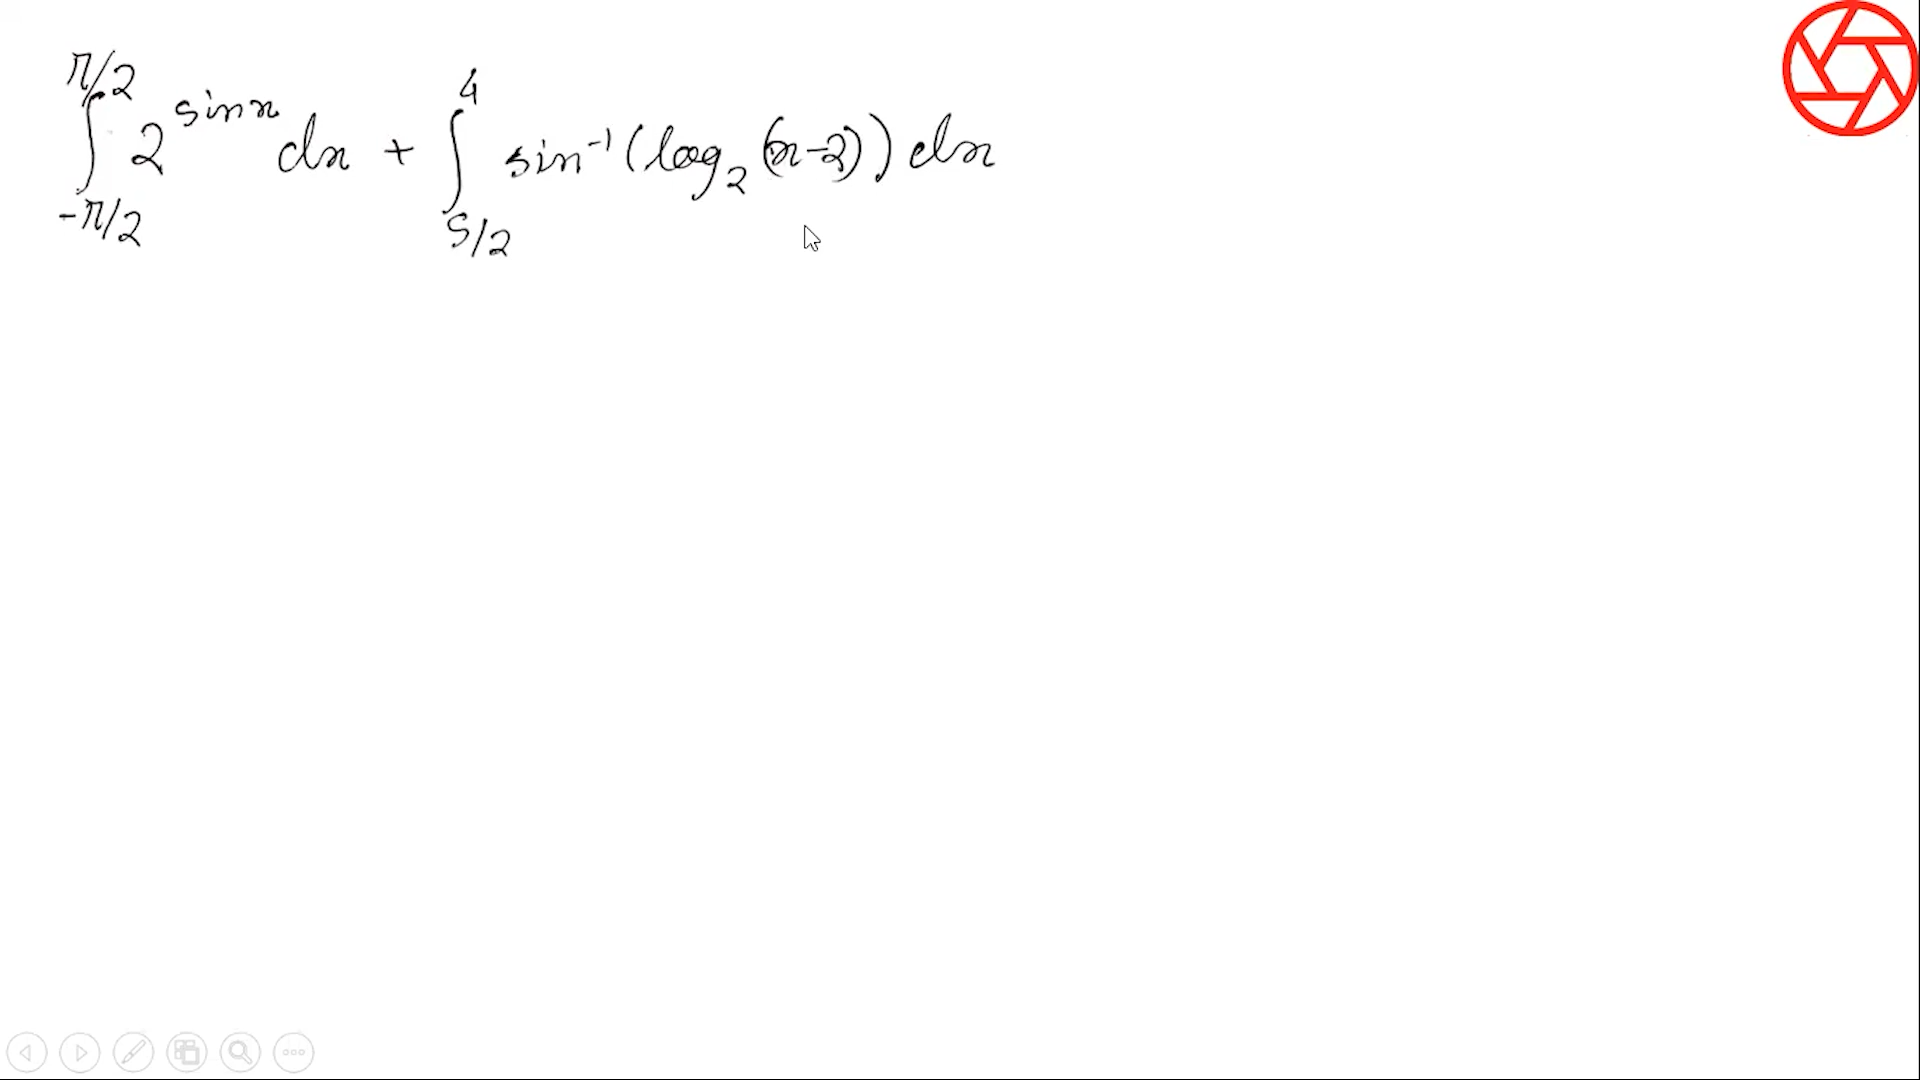 ∫_{-π/2}^{π/2} 2^{sin x} dx + ∫_{5/2}^{4} sin⁻¹(log₂(x-2)) dx